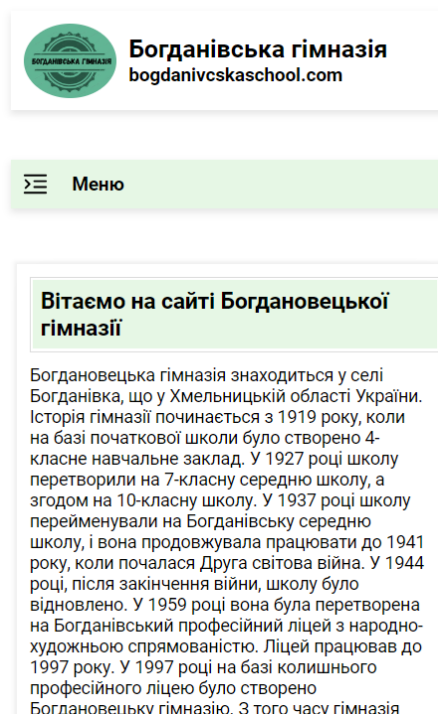 БОГДАНІВСЬКА ГІМНАЗІЯ
Богданівська гімназія
bogdanivcskaschool.com
Меню
Вітаємо на сайті Богдановецької
гімназії
Богдановецька гімназія знаходиться у селі
Богданівка, що у Хмельницькій області України.
Історія гімназії починається з 1919 року, коли
на базі початкової школи було створено 4-
класне навчальне заклад. У 1927 році школу
перетворили на 7-класну середню школу, а
згодом на 10-класну школу. У 1937 році школу
перейменували на Богданівську середню
школу, і вона продовжувала працювати до 1941
року, коли почалася Друга світова війна. У 1944
році, після закінчення війни, школу було
відновлено. У 1959 році вона була перетворена
на Богданівський професійний ліцей з народно-
художньою спрямованістю. Ліцей працював до
1997 року. У 1997 році на базі колишнього
професійного ліцею було створено
Богдановецьку гімназію. З того часу гімназія